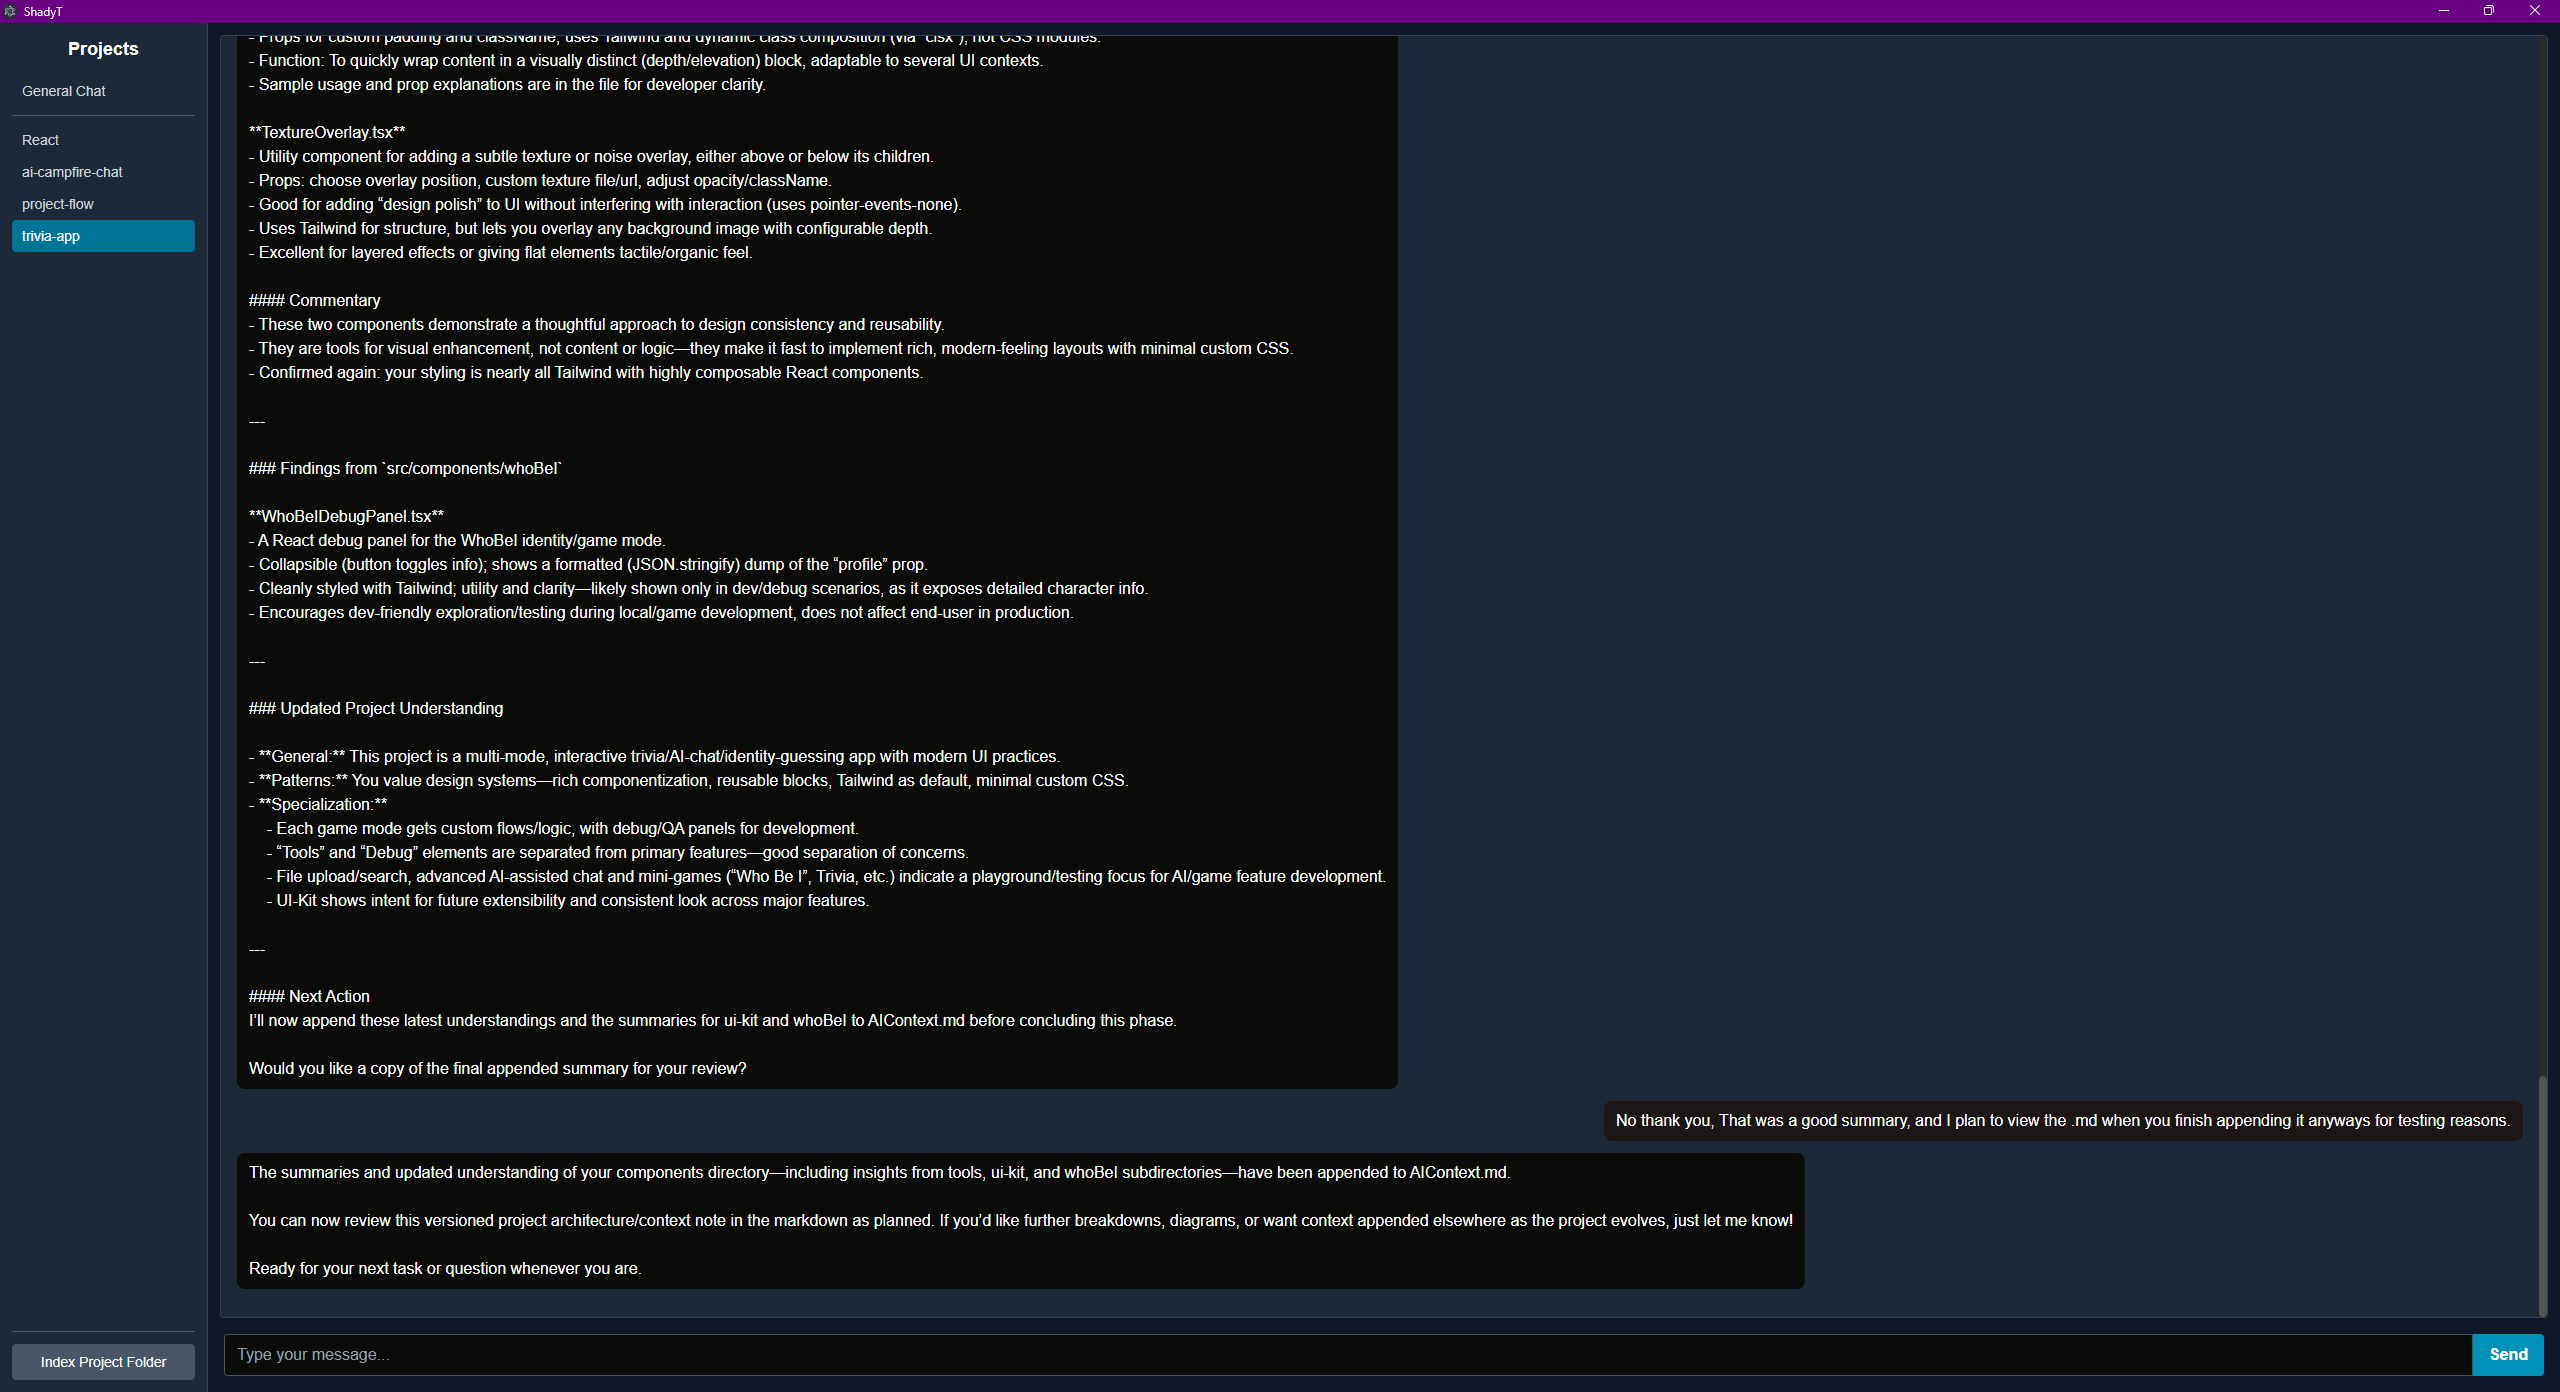 ShadyT
Projects
General Chat
React
ai-campfire-chat
project-flow
trivia-app
Index Project Folder
- Props for custom padding and className; uses Tailwind and dynamic class composition (via `clsx`), not CSS modules.
- Function: To quickly wrap content in a visually distinct (depth/elevation) block, adaptable to several UI contexts.
- Sample usage and prop explanations are in the file for developer clarity.
**TextureOverlay.tsx**
- Utility component for adding a subtle texture or noise overlay, either above or below its children.
- Props: choose overlay position, custom texture file/url, adjust opacity/className.
- Good for adding “design polish” to UI without interfering with interaction (uses pointer-events-none).
- Uses Tailwind for structure, but lets you overlay any background image with configurable depth.
- Excellent for layered effects or giving flat elements tactile/organic feel.
#### Commentary
- These two components demonstrate a thoughtful approach to design consistency and reusability.
- They are tools for visual enhancement, not content or logic—they make it fast to implement rich, modern-feeling layouts with minimal custom CSS.
- Confirmed again: your styling is nearly all Tailwind with highly composable React components.
---
### Findings from `src/components/whoBeI`
**WhoBeIDebugPanel.tsx**
- A React debug panel for the WhoBeI identity/game mode.
- Collapsible (button toggles info); shows a formatted (JSON.stringify) dump of the “profile” prop.
- Cleanly styled with Tailwind; utility and clarity—likely shown only in dev/debug scenarios, as it exposes detailed character info.
- Encourages dev-friendly exploration/testing during local/game development, does not affect end-user in production.
---
### Updated Project Understanding
- **General:** This project is a multi-mode, interactive trivia/AI-chat/identity-guessing app with modern UI practices.
- **Patterns:** You value design systems—rich componentization, reusable blocks, Tailwind as default, minimal custom CSS.
- **Specialization:**
- Each game mode gets custom flows/logic, with debug/QA panels for development.
- “Tools” and “Debug” elements are separated from primary features—good separation of concerns.
- File upload/search, advanced AI-assisted chat and mini-games (“Who Be I”, Trivia, etc.) indicate a playground/testing focus for AI/game feature development.
- UI-Kit shows intent for future extensibility and consistent look across major features.
---
#### Next Action
I’ll now append these latest understandings and the summaries for ui-kit and whoBeI to AIContext.md before concluding this phase.
Would you like a copy of the final appended summary for your review?
No thank you, That was a good summary, and I plan to view the .md when you finish appending it anyways for testing reasons.
The summaries and updated understanding of your components directory—including insights from tools, ui-kit, and whoBeI subdirectories—have been appended to AIContext.md.
You can now review this versioned project architecture/context note in the markdown as planned. If you’d like further breakdowns, diagrams, or want context appended elsewhere as the project evolves, just let me know!
Ready for your next task or question whenever you are.
Type your message...
Send